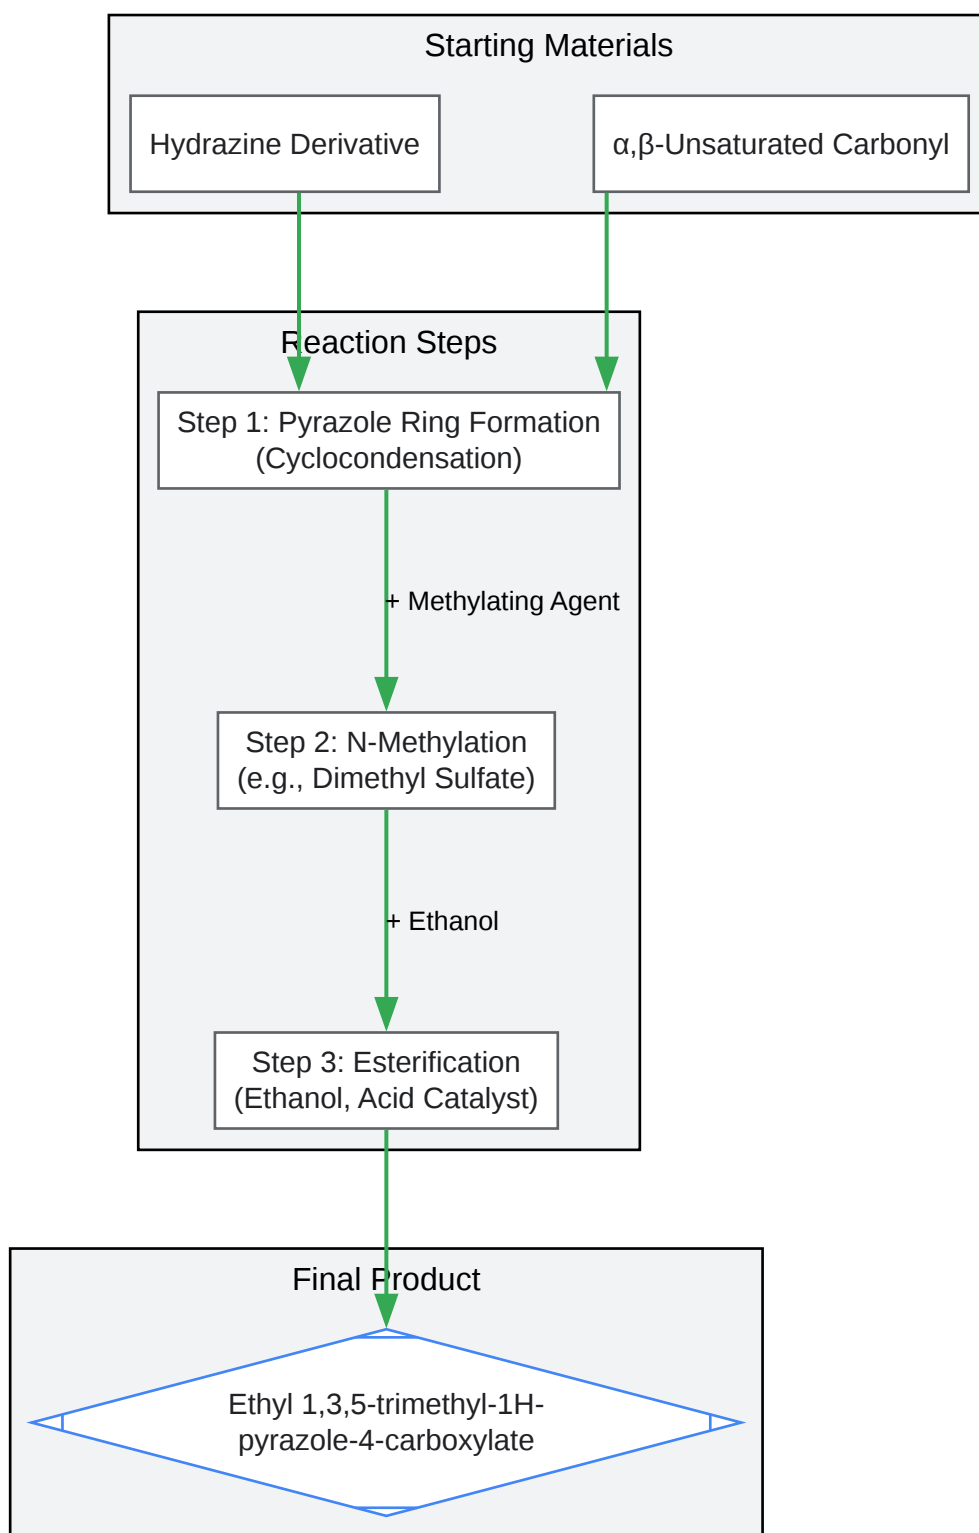 Starting Materials
Hydrazine Derivative
α,β-Unsaturated Carbonyl
Reaction Steps
Step 1: Pyrazole Ring Formation
(Cyclocondensation)
+ Methylating Agent
Step 2: N-Methylation
(e.g., Dimethyl Sulfate)
+ Ethanol
Step 3: Esterification
(Ethanol, Acid Catalyst)
Final Product
Ethyl 1,3,5-trimethyl-1H-
pyrazole-4-carboxylate